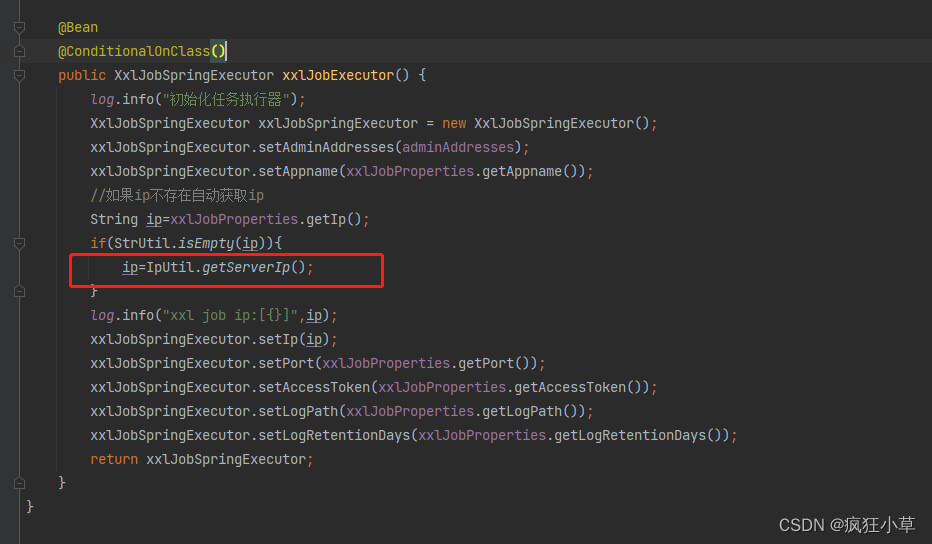 @Bean
@ConditionalOnClass()
public XxlJobSpringExecutor xxlJobExecutor() {
log.info("初始化任务执行器");
XxlJobSpringExecutor xxlJobSpringExecutor = new XxlJobSpringExecutor();
xxlJobSpringExecutor.setAdminAddresses(adminAddresses);
xxlJobSpringExecutor.setAppname(xxlJobProperties.getAppname());
//如果ip不存在自动获取ip
String ip=xxlJobProperties.getIp();
if(StrUtil.isEmpty(ip)){
ip=IpUtil.getServerIp();
}
log.info("xxl job ip:[{}]",ip);
xxlJobSpringExecutor.setIp(ip);
xxlJobSpringExecutor.setPort(xxlJobProperties.getPort());
xxlJobSpringExecutor.setAccessToken(xxlJobProperties.getAccessToken());
xxlJobSpringExecutor.setLogPath(xxlJobProperties.getLogPath());
xxlJobSpringExecutor.setLogRetentionDays(xxlJobProperties.getLogRetentionDays());
return xxlJobSpringExecutor;
}
}
CSDN @疯狂小草